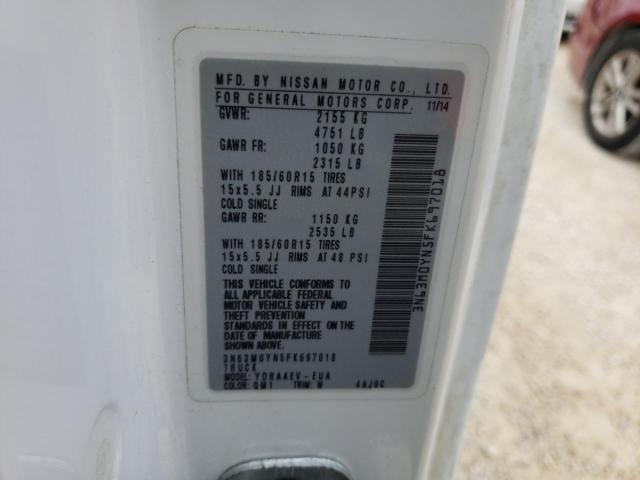 MFD. BY NISSAN MOTOR CO., LTD.
FOR GENERAL MOTORS CORP. 11/14
GVWR: 2155 KG
4751 LB
GAWR FR: 1050 KG
2315 LB
WITH 185/60R15 TIRES
15x5.5 JJ RIMS AT 44PSI
COLD SINGLE
GAWR RR: 1150 KG
2535 LB
WITH 185/60R15 TIRES
15x5.5 JJ RIMS AT 48 PSI
COLD SINGLE
THIS VEHICLE CONFORMS TO
ALL APPLICABLE FEDERAL
MOTOR VEHICLE SAFETY AND
THEFT PREVENTION
STANDARDS IN EFFECT ON THE
DATE OF MANUFACTURE
SHOWN ABOVE.
3N63M0YN5FK697018
TRUCK
MODEL: YDRAAEV-EUA
COLOR: QM1 TRIM: W 4AJ0C
3N63M0YN5FK697018